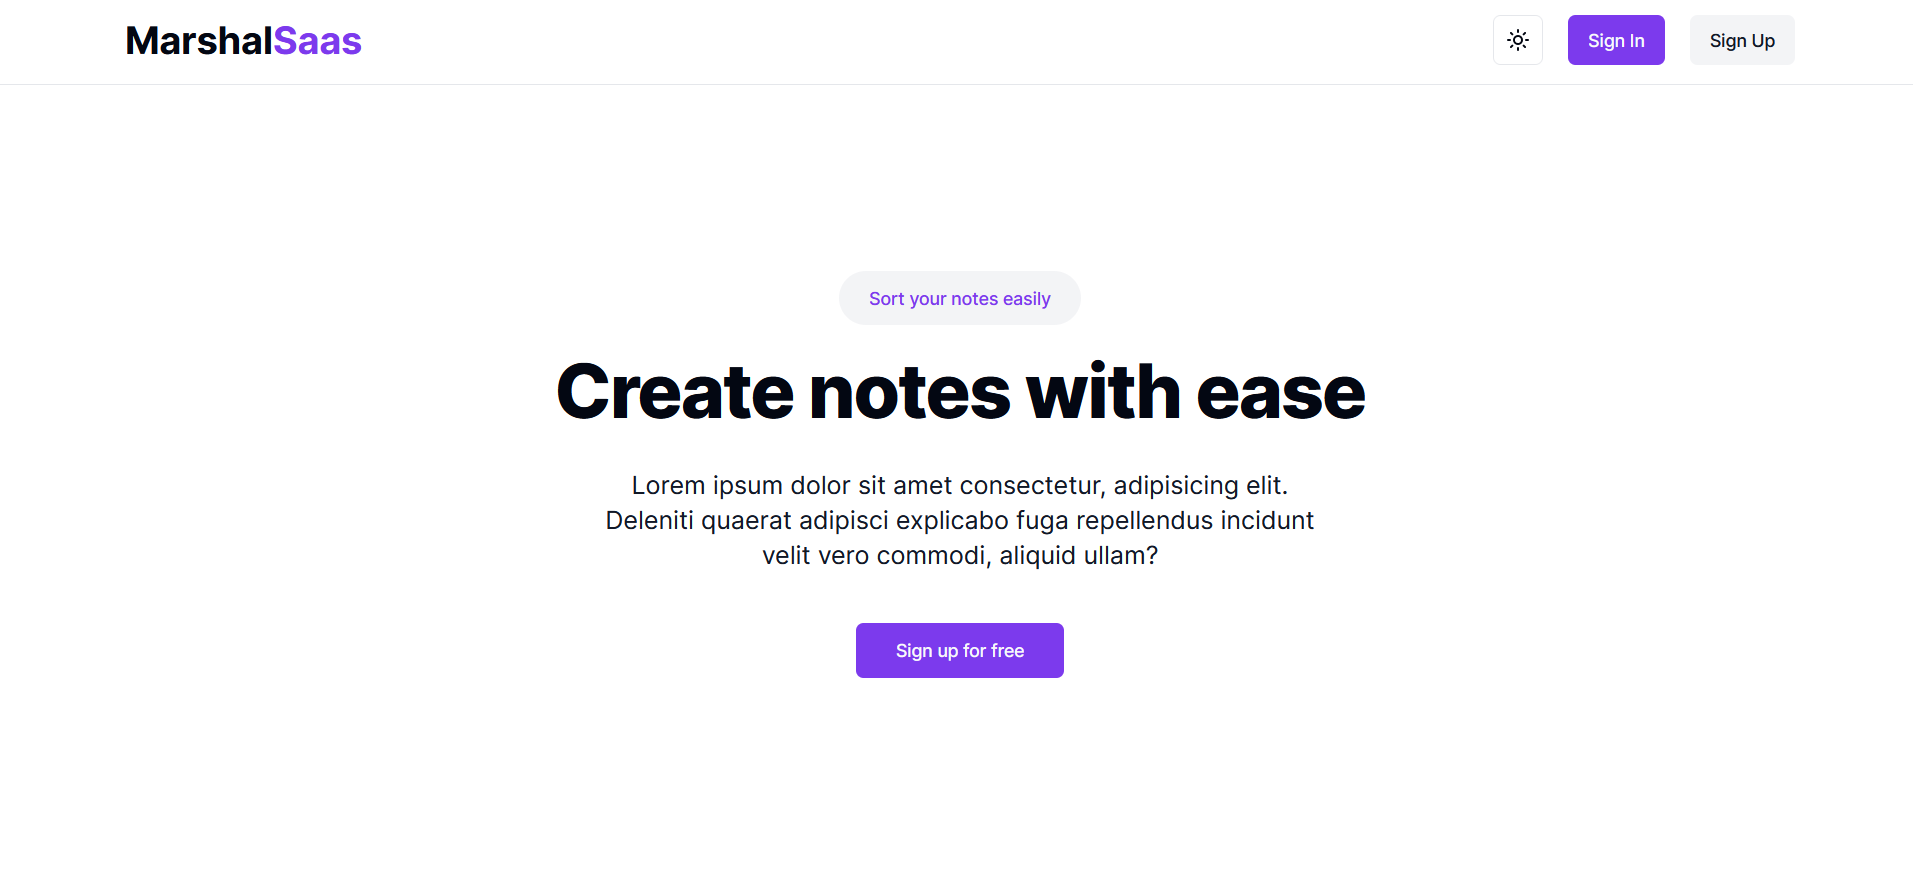 MarshalSaas
Sign In
Sign Up
Sort your notes easily
Create notes with ease
Lorem ipsum dolor sit amet consectetur, adipisicing elit.
Deleniti quaerat adipisci explicabo fuga repellendus incidunt
velit vero commodi, aliquid ullam?
Sign up for free